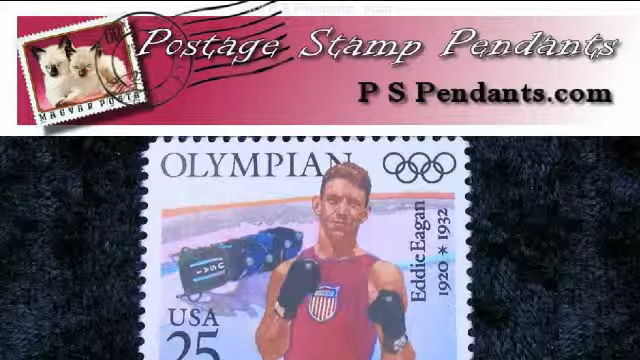 Postage Stamp Pendants
P S Pendants.com
MAGYAR POSTA
OLYMPIAN
Eddie Eagan
1920 * 1932
USA
25